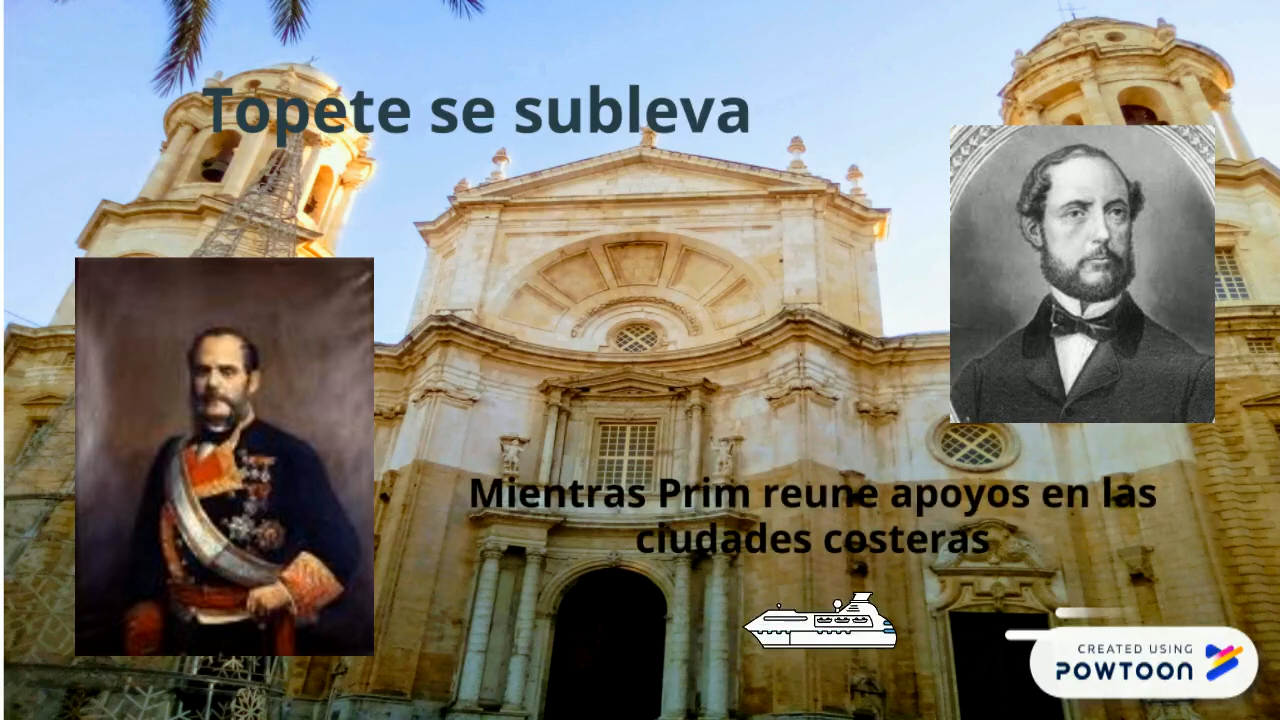 Topete se subleva
Mientras Prim reune apoyos en las
ciudades costeras
CREATED USING
POWTOON